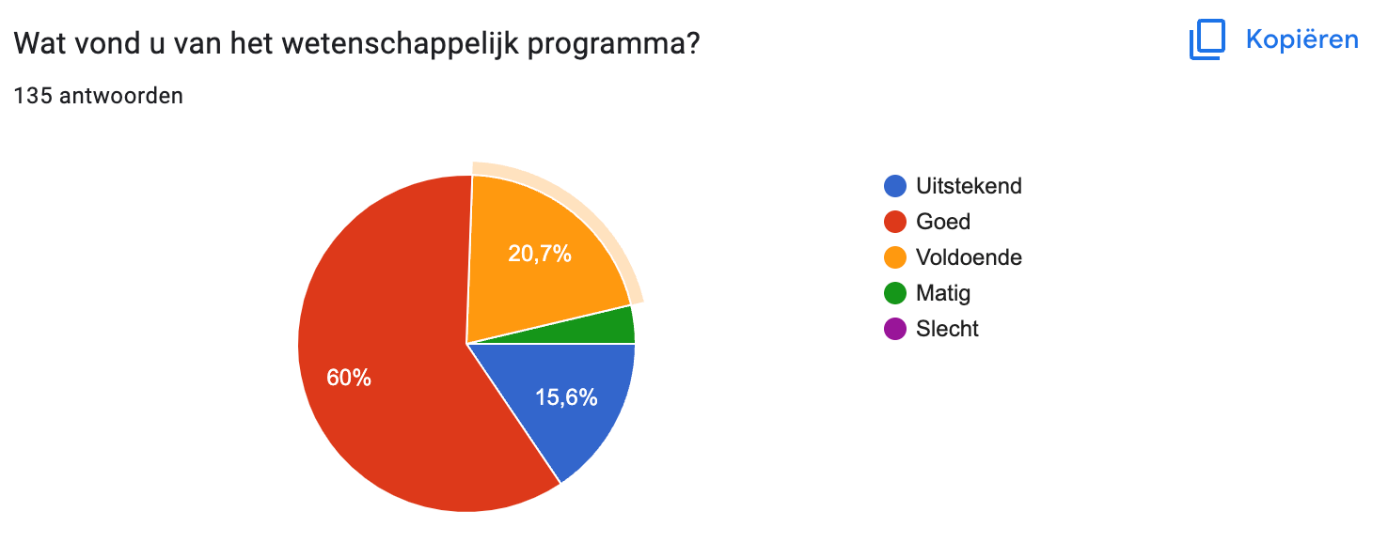 Wat vond u van het wetenschappelijk programma?
Kopiëren
135 antwoorden
Uitstekend
Goed
Voldoende
Matig
Slecht
20,7%
60%
15,6%